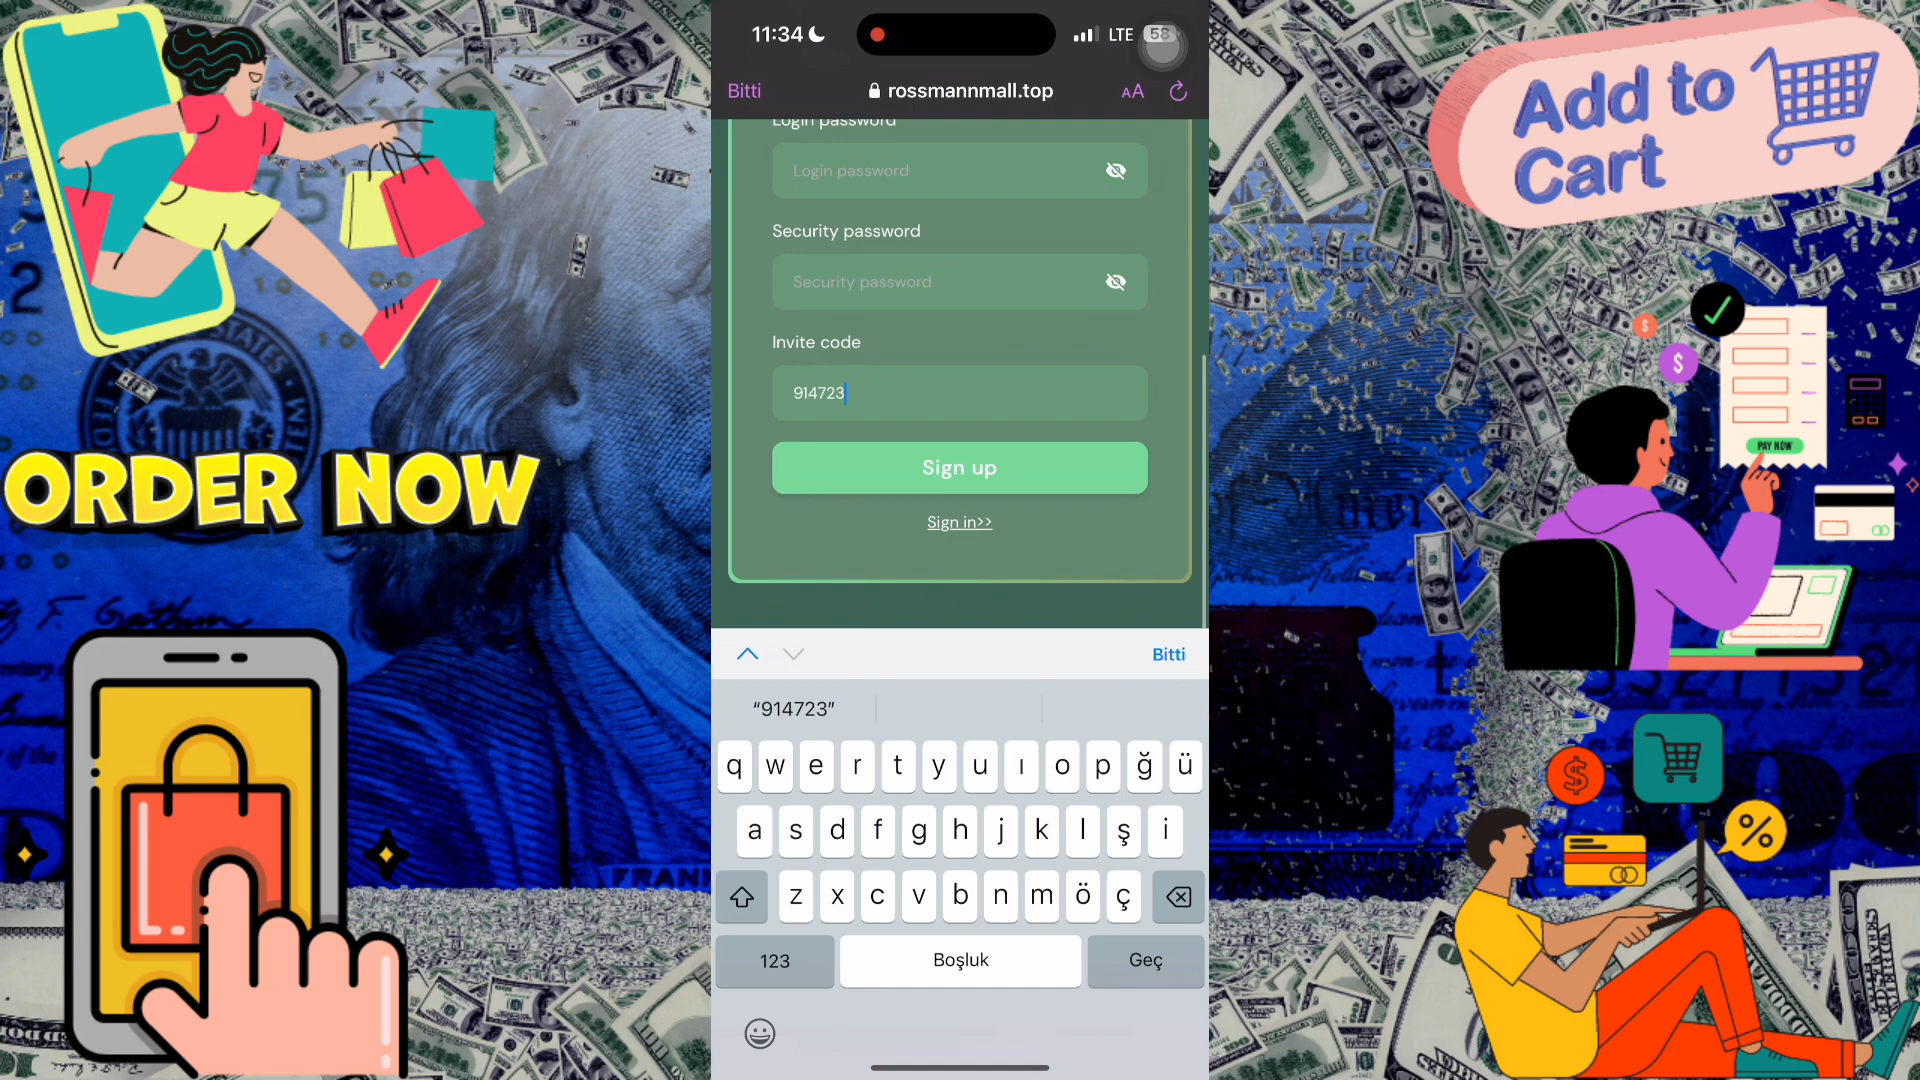 11:34
LTE
58
Bitti
rossmannmall.top
AA
Login password
Login password
Security password
Security password
Invite code
914723
Sign up
Sign in>>
Bitti
“914723”
q w e r t y u ı o p ğ ü
a s d f g h j k l ş i
z x c v b n m ö ç
123
Boşluk
Geç
ORDER NOW
Add to
Cart
$
$
PAY NOW
$
%